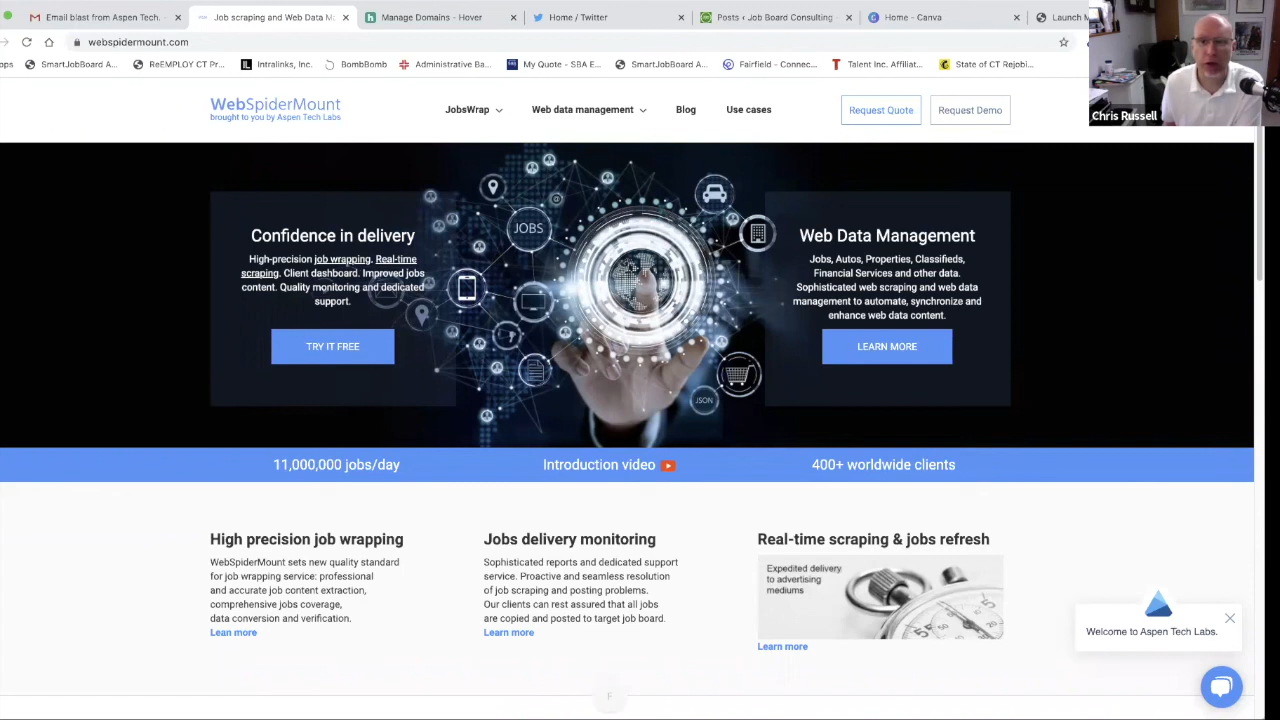 Email blast from Aspen Tech.
Job scraping and Web Data M
Manage Domains - Hover
Home / Twitter
Posts ‹ Job Board Consulting
Home - Canva
Launch M
webspidermount.com
SmartJobBoard A...
ReEMPLOY CT Pr...
Intralinks, Inc.
BombBomb
Administrative Ba...
My Quote - SBA E...
SmartJobBoard A...
Fairfield - Connec...
Talent Inc. Affiliat...
State of CT Rejobi...
Chris Russell
WebSpiderMount
brought to you by Aspen Tech Labs
JobsWrap
Web data management
Blog
Use cases
Request Quote
Request Demo
Confidence in delivery
High-precision job wrapping. Real-time
scraping. Client dashboard. Improved jobs
content. Quality monitoring and dedicated
support.
TRY IT FREE
JOBS
JSON
Web Data Management
Jobs, Autos, Properties, Classifieds,
Financial Services and other data.
Sophisticated web scraping and web data
management to automate, synchronize and
enhance web data content.
LEARN MORE
11,000,000 jobs/day
Introduction video
400+ worldwide clients
High precision job wrapping
WebSpiderMount sets new quality standard
for job wrapping service: professional
and accurate job content extraction,
comprehensive jobs coverage,
data conversion and verification.
Lean more
Jobs delivery monitoring
Sophisticated reports and dedicated support
service. Proactive and seamless resolution
of job scraping and posting problems.
Our clients can rest assured that all jobs
are copied and posted to target job board.
Learn more
Real-time scraping & jobs refresh
Expedited delivery
to advertising
mediums
Learn more
Welcome to Aspen Tech Labs.
F